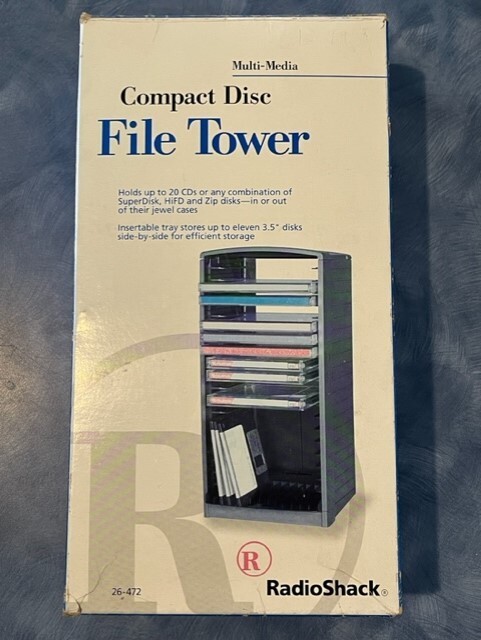 Multi-Media
Compact Disc
File Tower
Holds up to 20 CDs or any combination of
SuperDisk, HiFD and Zip disks—in or out
of their jewel cases
Insertable tray stores up to eleven 3.5" disks
side-by-side for efficient storage
R
R
26-472
RadioShack®